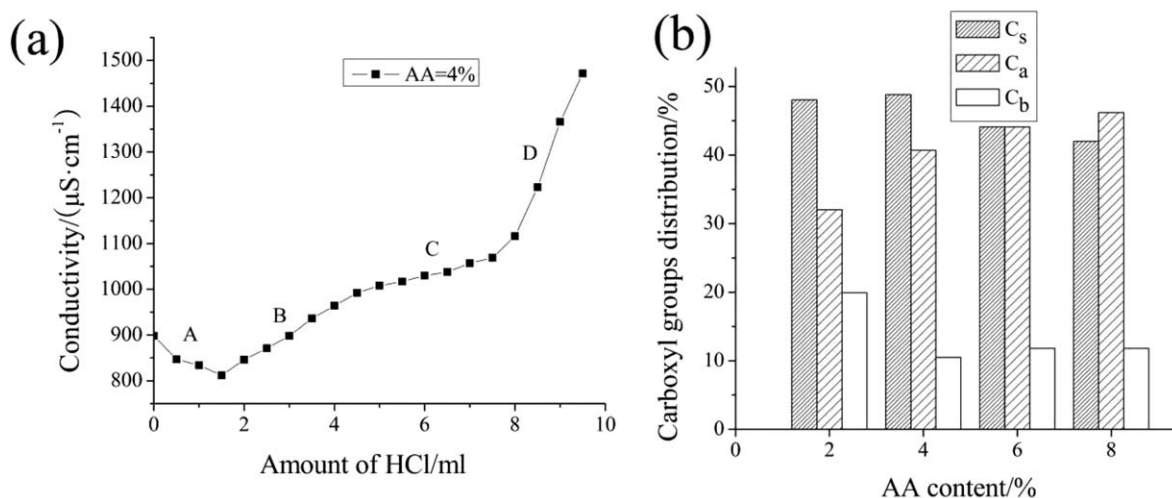 (a)
Conductivity/(μS·cm⁻¹)
1500
1400
1300
1200
1100
1000
900
800
AA=4%
A
B
C
D
0 2 4 6 8 10
Amount of HCl/ml
(b)
Carboxyl groups distribution/%
50
40
30
20
10
0
Cₛ
Cₐ
C_b
0 2 4 6 8
AA content/%